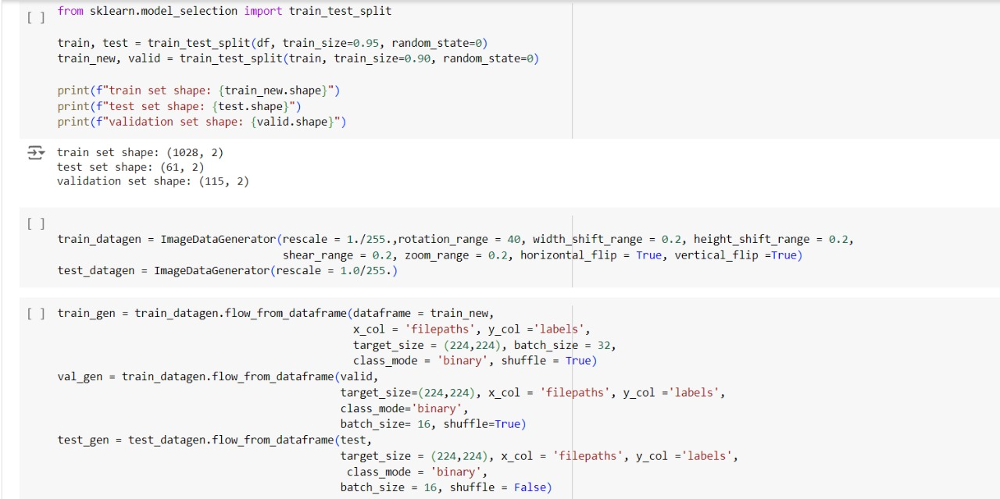 [ ] from sklearn.model_selection import train_test_split
train, test = train_test_split(df, train_size=0.95, random_state=0)
train_new, valid = train_test_split(train, train_size=0.90, random_state=0)
print(f"train set shape: {train_new.shape}")
print(f"test set shape: {test.shape}")
print(f"validation set shape: {valid.shape}")
train set shape: (1028, 2)
test set shape: (61, 2)
validation set shape: (115, 2)
[ ]
train_datagen = ImageDataGenerator(rescale = 1./255.,rotation_range = 40, width_shift_range = 0.2, height_shift_range = 0.2,
shear_range = 0.2, zoom_range = 0.2, horizontal_flip = True, vertical_flip =True)
test_datagen = ImageDataGenerator(rescale = 1.0/255.)
[ ] train_gen = train_datagen.flow_from_dataframe(dataframe = train_new,
x_col = 'filepaths', y_col ='labels',
target_size = (224,224), batch_size = 32,
class_mode = 'binary', shuffle = True)
val_gen = train_datagen.flow_from_dataframe(valid,
target_size=(224,224), x_col = 'filepaths', y_col ='labels',
class_mode='binary',
batch_size= 16, shuffle=True)
test_gen = test_datagen.flow_from_dataframe(test,
target_size = (224,224), x_col = 'filepaths', y_col ='labels',
class_mode = 'binary',
batch_size = 16, shuffle = False)